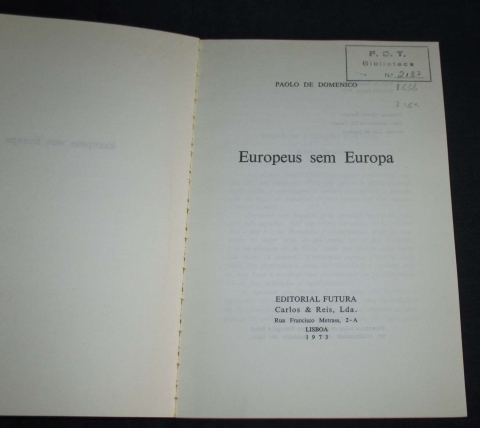 P. S. Y.
Biblioteca
Nº 2137
PAOLO DE DOMENICO
Europeus sem Europa
EDITORIAL FUTURA
Carlos & Reis, Lda.
Rua Francisco Metrass, 2-A
LISBOA
1973